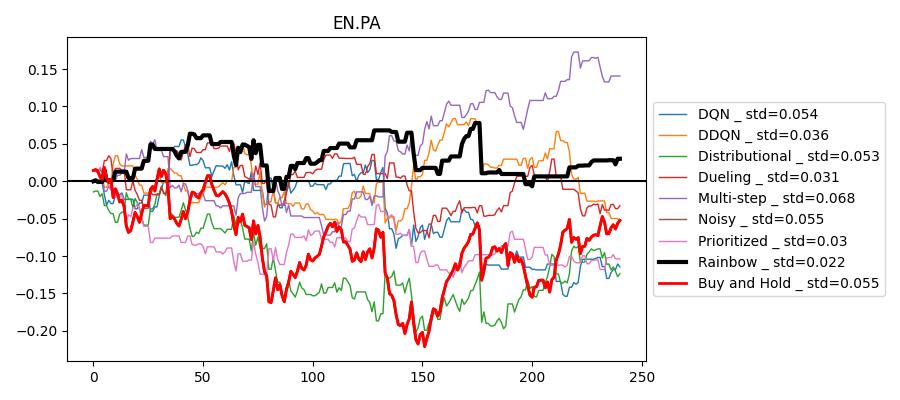 EN.PA
0.15
0.10
0.05
0.00
−0.05
−0.10
−0.15
−0.20
0 50 100 150 200 250
DQN _ std=0.054
DDQN _ std=0.036
Distributional _ std=0.053
Dueling _ std=0.031
Multi-step _ std=0.068
Noisy _ std=0.055
Prioritized _ std=0.03
Rainbow _ std=0.022
Buy and Hold _ std=0.055